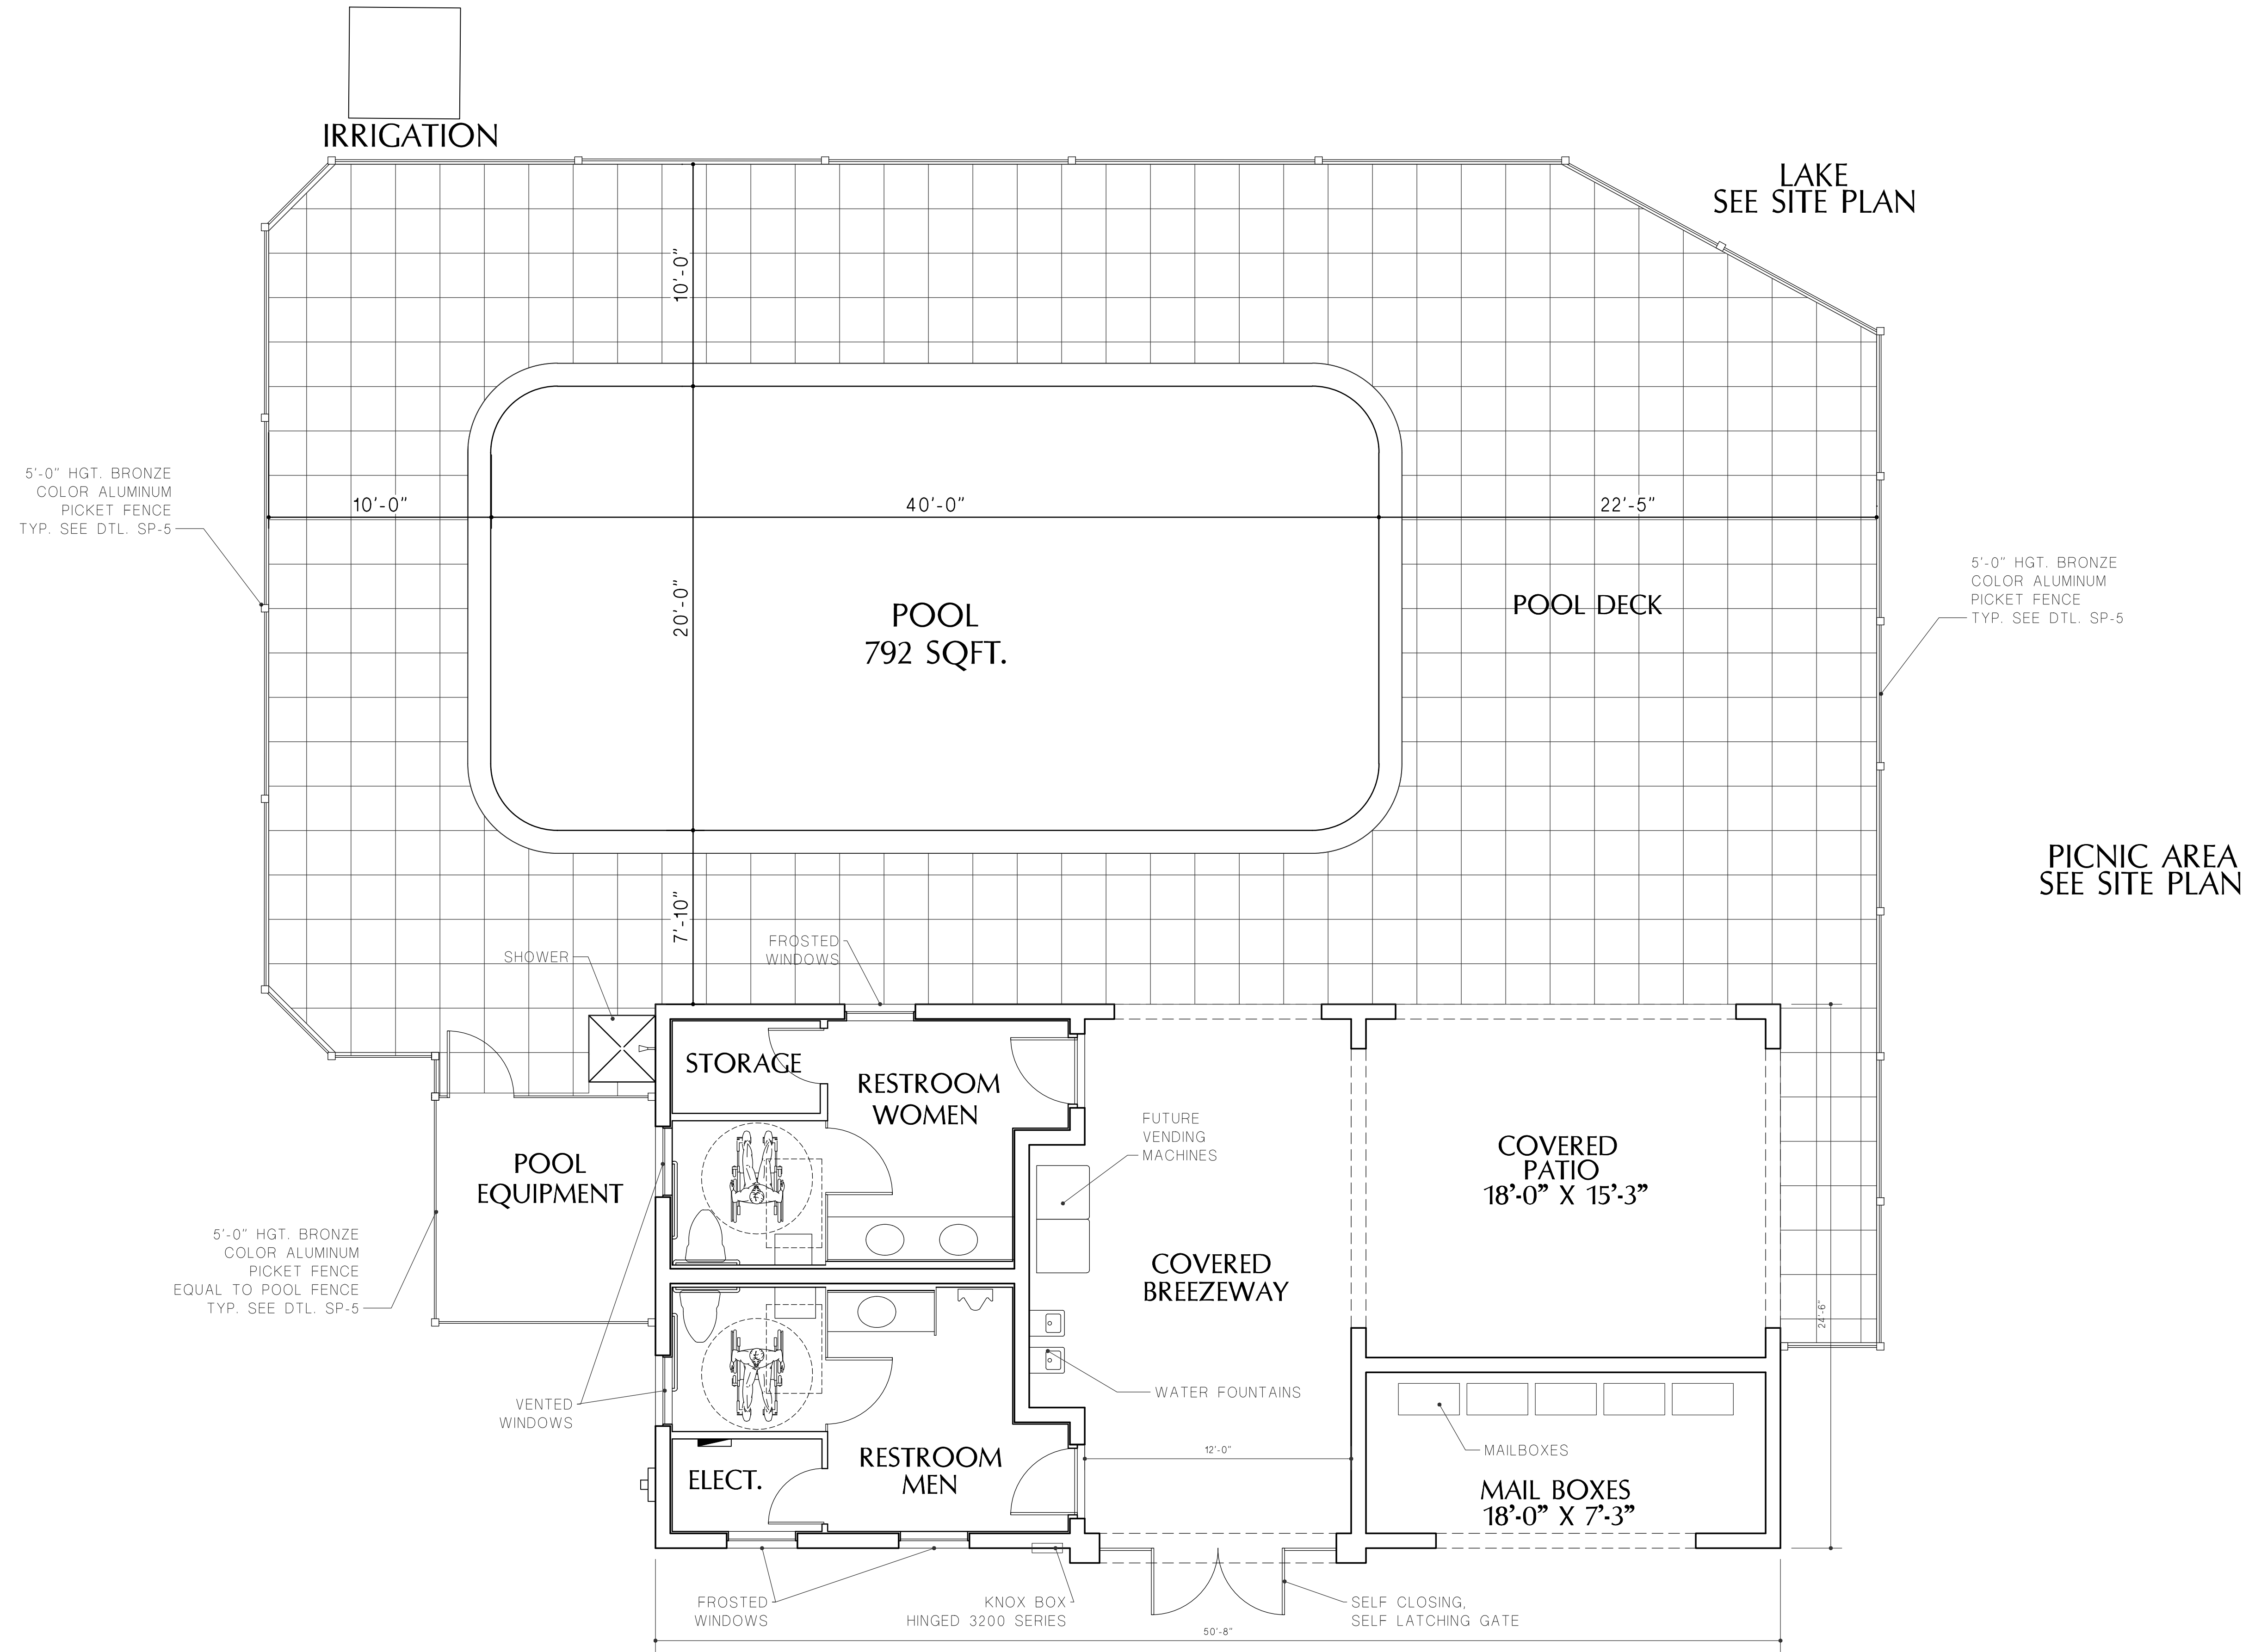 IRRIGATION
LAKE
SEE SITE PLAN
10'-0"
5'-0" HGT. BRONZE
COLOR ALUMINUM
PICKET FENCE
TYP. SEE DTL. SP-5
10'-0"
40'-0"
22'-5"
20'-0"
POOL
792 SQFT.
POOL DECK
5'-0" HGT. BRONZE
COLOR ALUMINUM
PICKET FENCE
TYP. SEE DTL. SP-5
PICNIC AREA
SEE SITE PLAN
7'-10"
SHOWER
FROSTED
WINDOWS
STORAGE
RESTROOM
WOMEN
FUTURE
VENDING
MACHINES
COVERED
PATIO
18'-0" X 15'-3"
POOL
EQUIPMENT
5'-0" HGT. BRONZE
COLOR ALUMINUM
PICKET FENCE
EQUAL TO POOL FENCE
TYP. SEE DTL. SP-5
COVERED
BREEZEWAY
24'-6"
VENTED
WINDOWS
WATER FOUNTAINS
12'-0"
MAILBOXES
ELECT.
RESTROOM
MEN
MAIL BOXES
18'-0" X 7'-3"
FROSTED
WINDOWS
KNOX BOX
HINGED 3200 SERIES
SELF CLOSING,
SELF LATCHING GATE
50'-8"